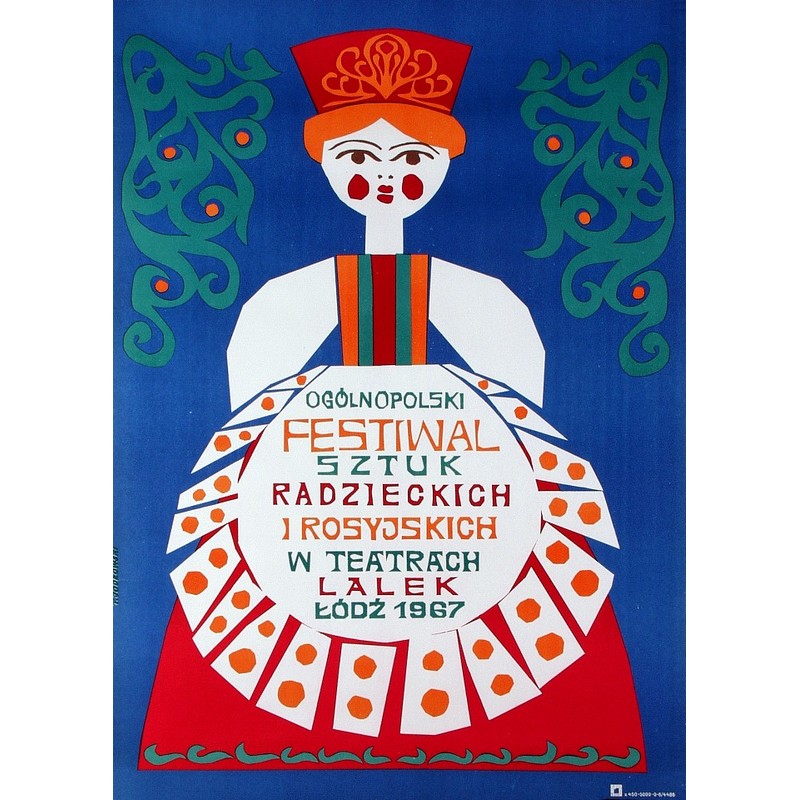 OGÓLNOPOLSKI
FESTIWAL
SZTUK
RADZIECKICH
I ROSYJSKICH
W TEATRACH
LALEK
ŁÓDŹ 1967